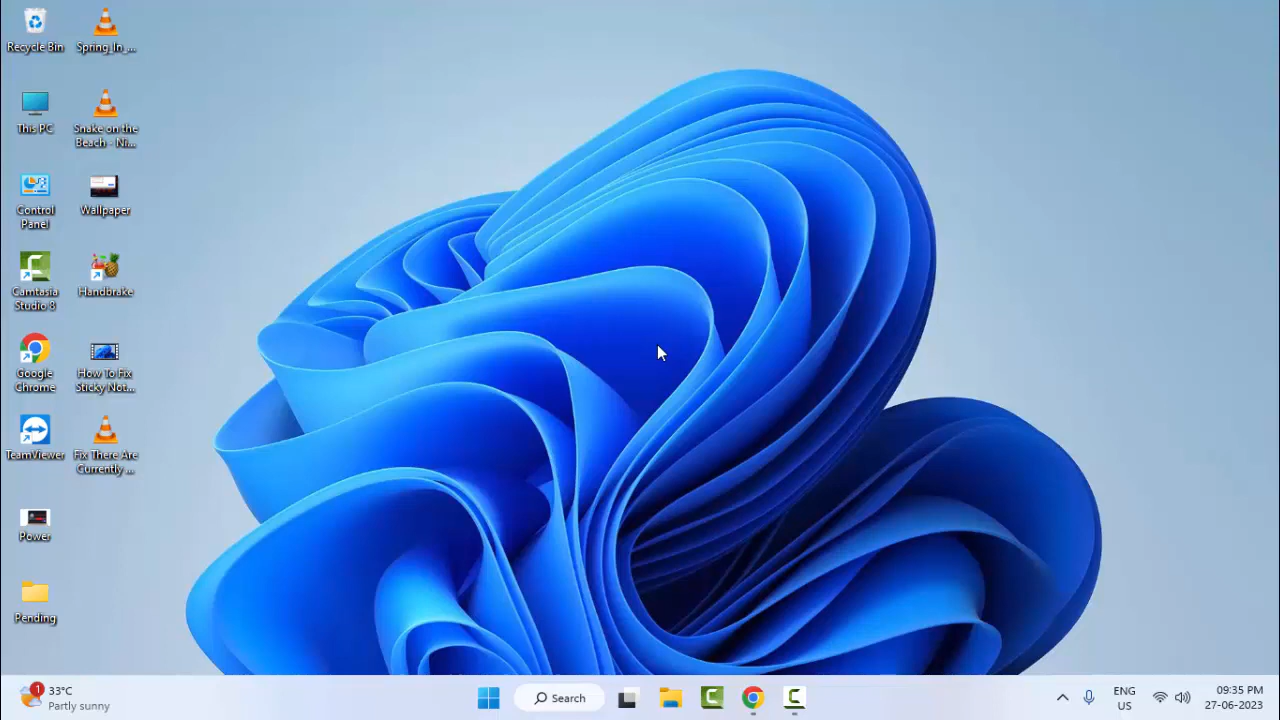 Recycle Bin
Spring_In_...
This PC
Snake on the
Beach - Ni...
Control
Panel
Wallpaper
Camtasia
Studio 8
Handbrake
Google
Chrome
How To Fix
Sticky Not...
TeamViewer
Fix There Are
Currently ...
Power
Pending
1
33°C
Partly sunny
Search
ENG
US
09:35 PM
27-06-2023